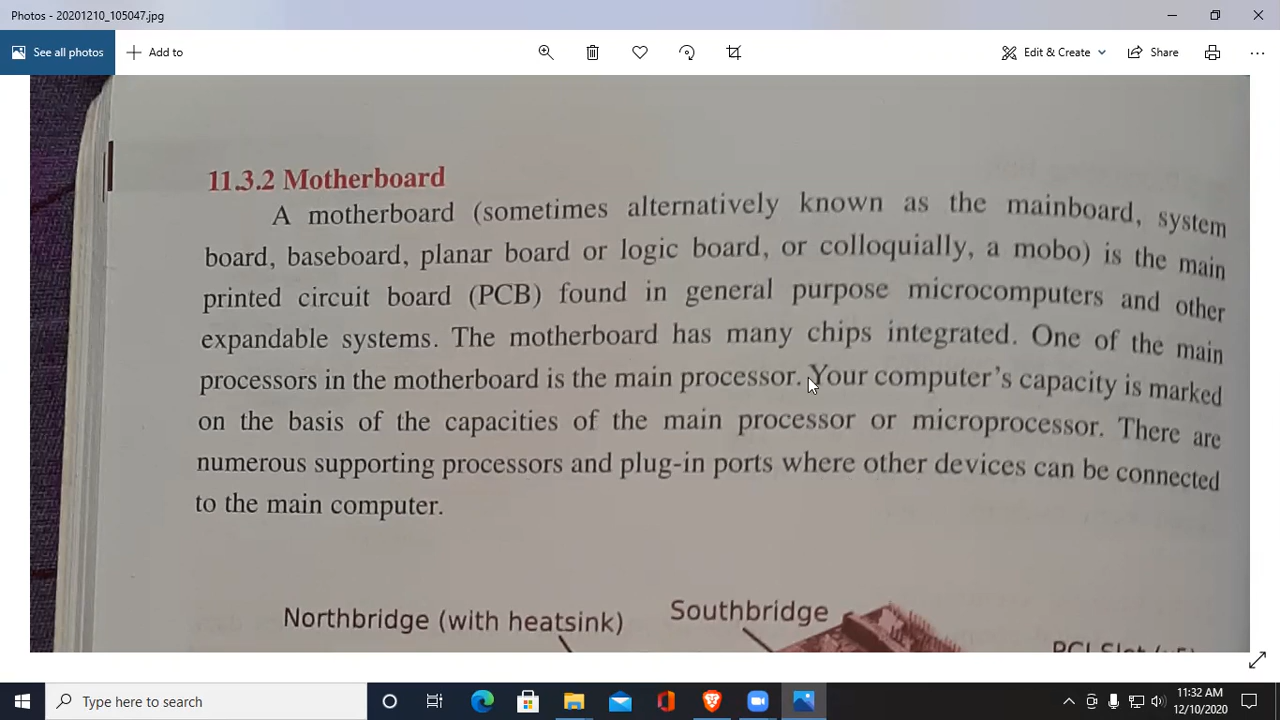 Photos - 20201210_105047.jpg
See all photos
Add to
Edit & Create
Share
11.3.2 Motherboard
A motherboard (sometimes alternatively known as the mainboard, system
board, baseboard, planar board or logic board, or colloquially, a mobo) is the main
printed circuit board (PCB) found in general purpose microcomputers and other
expandable systems. The motherboard has many chips integrated. One of the main
processors in the motherboard is the main processor. Your computer's capacity is marked
on the basis of the capacities of the main processor or microprocessor. There are
numerous supporting processors and plug-in ports where other devices can be connected
to the main computer.
Northbridge (with heatsink)
Southbridge
Type here to search
11:32 AM
12/10/2020